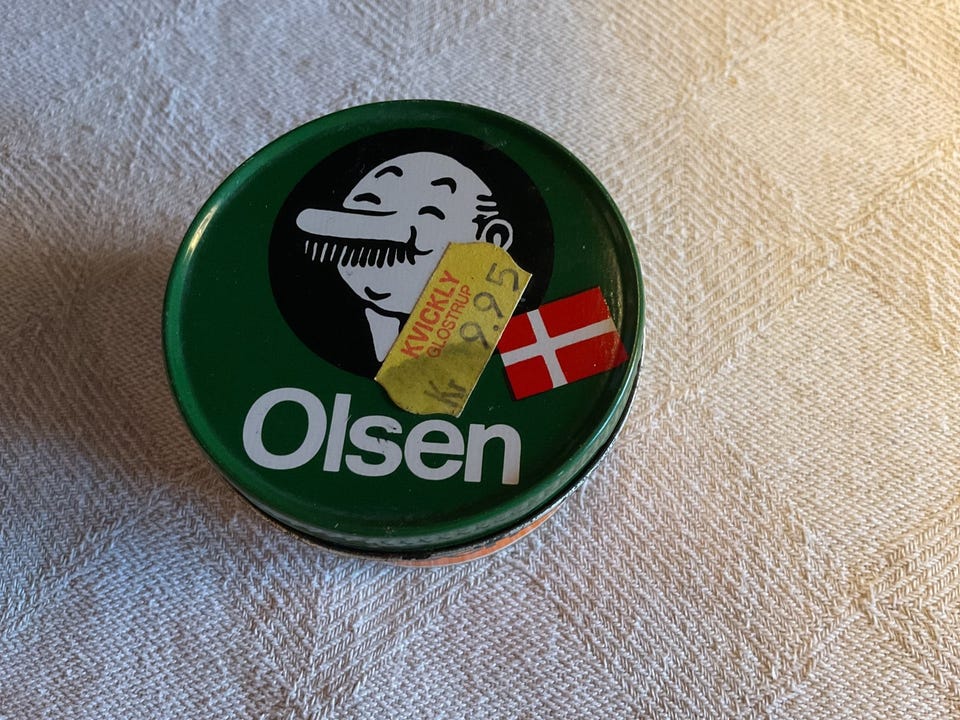 KVICKLY
GLOSTRUP
Kr 9.95
Olsen